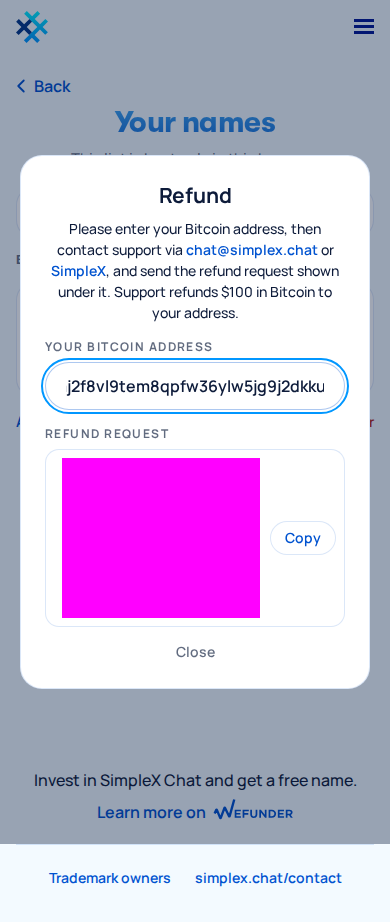 Back
Your names
Refund
Please enter your Bitcoin address, then
contact support via chat@simplex.chat or
SimpleX, and send the refund request shown
under it. Support refunds $100 in Bitcoin to
your address.
YOUR BITCOIN ADDRESS
j2f8vl9tem8qpfw36ylw5jg9j2dkku
REFUND REQUEST
Copy
Close
Invest in SimpleX Chat and get a free name.
Learn more on WEFUNDER
Trademark owners simplex.chat/contact